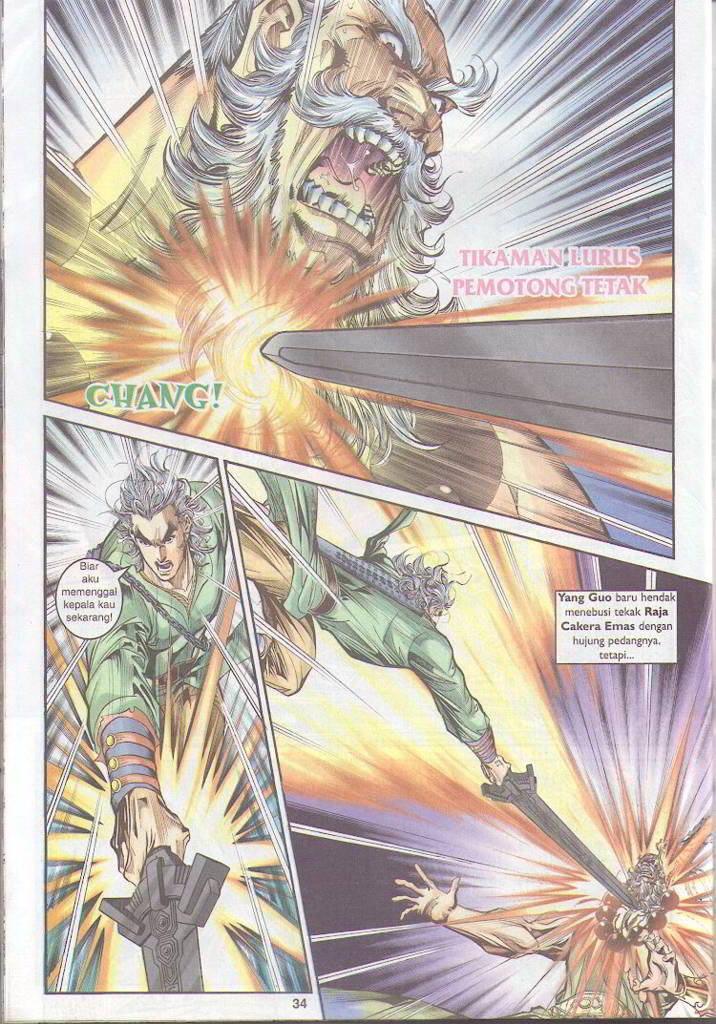 TIKAMAN LURUS
PEMOTONG TETAK
CHANG!
Biar
aku
memenggal
kepala kau
sekarang!
Yang Guo baru hendak
menebusi tekak Raja
Cakera Emas dengan
hujung pedangnya,
tetapi...
34